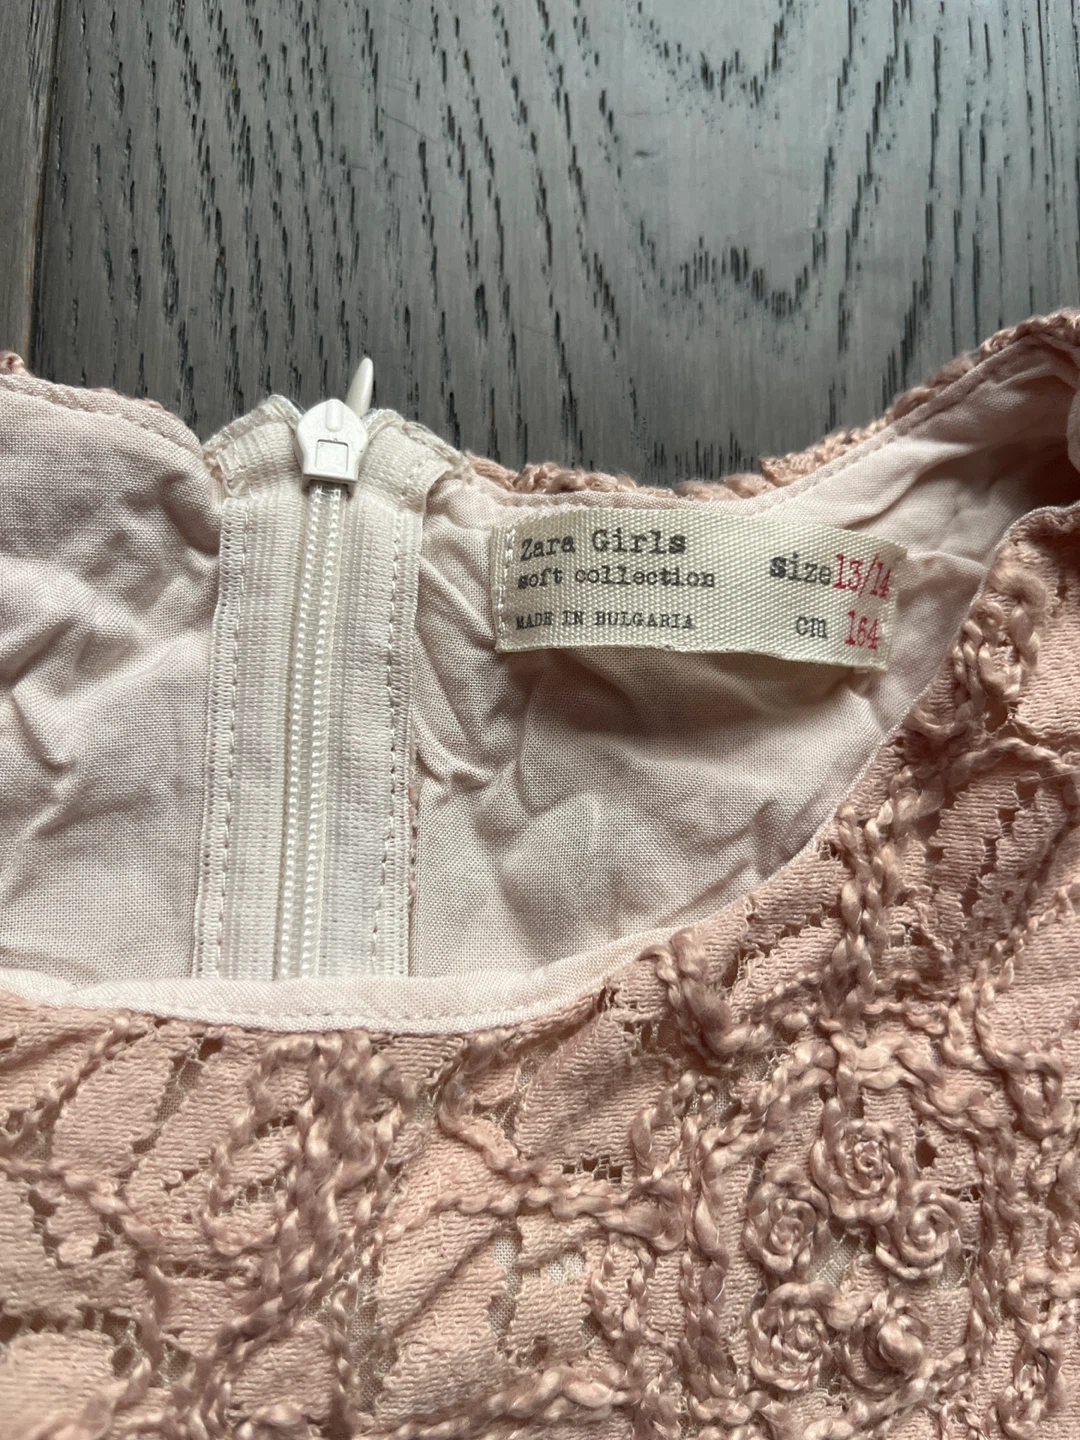 Zara Girls
soft collection
MADE IN BULGARIA
size 13/14
cm 164